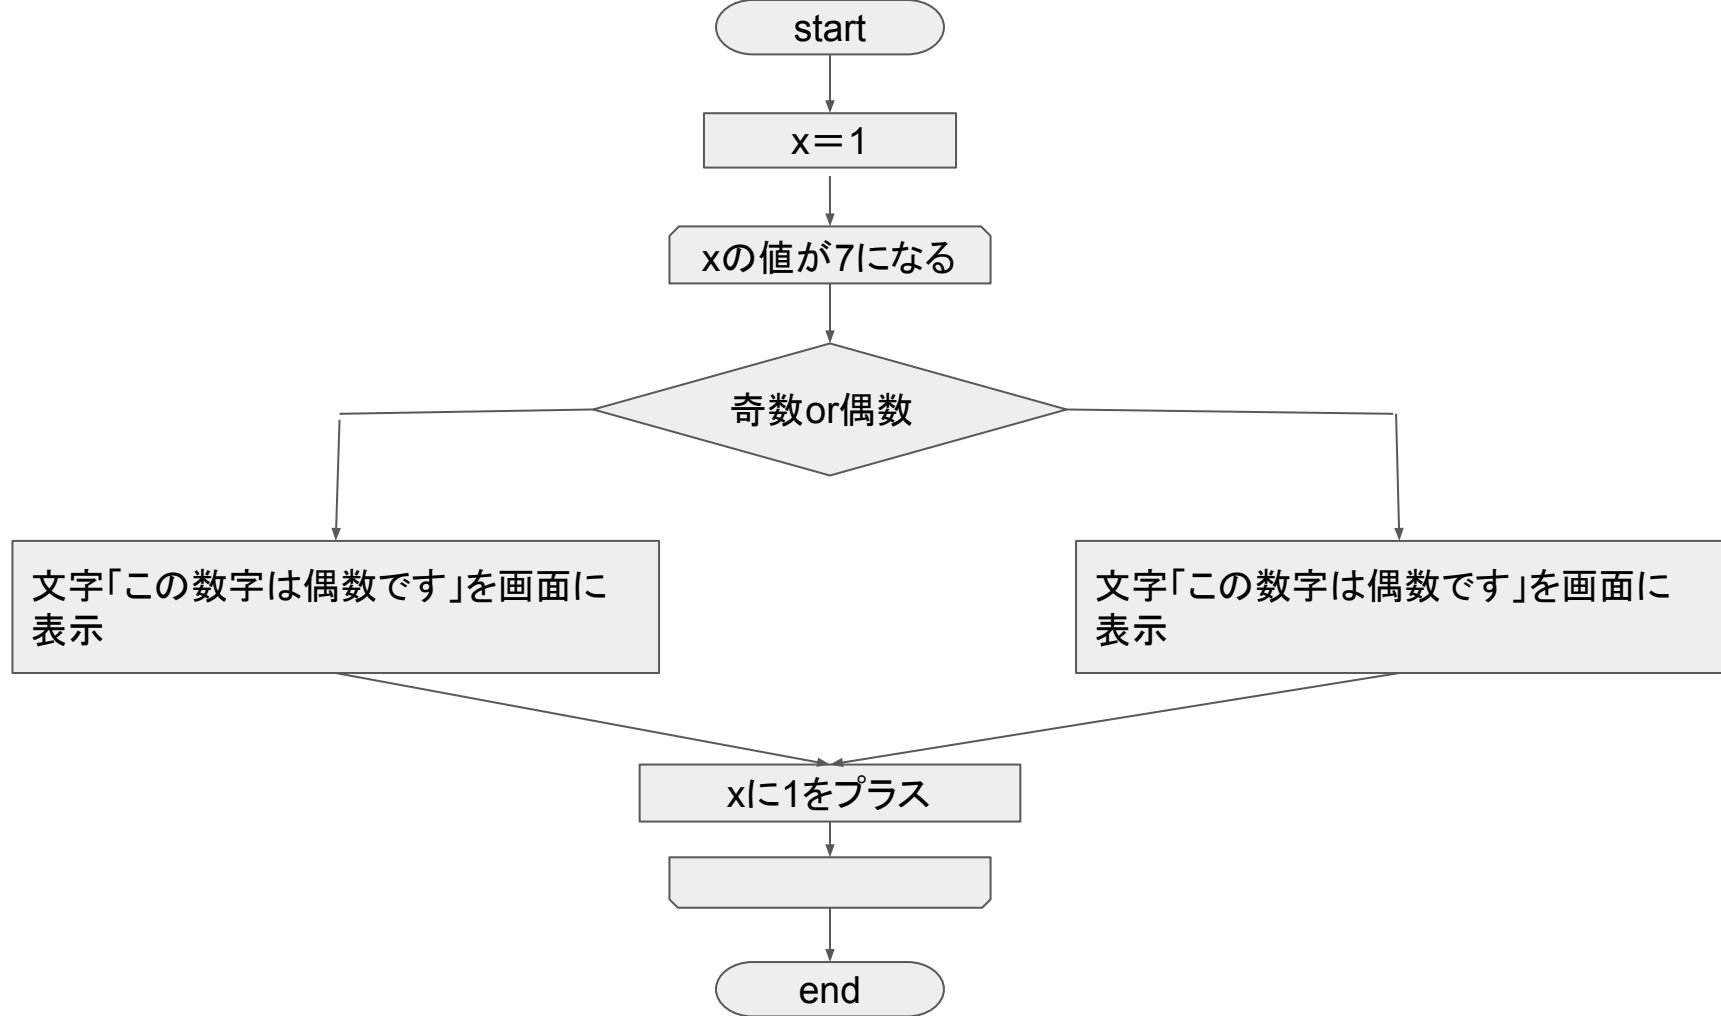 start
x＝1
xの値が7になる
奇数or偶数
文字「この数字は偶数です」を画面に
表示
文字「この数字は偶数です」を画面に
表示
xに1をプラス
end